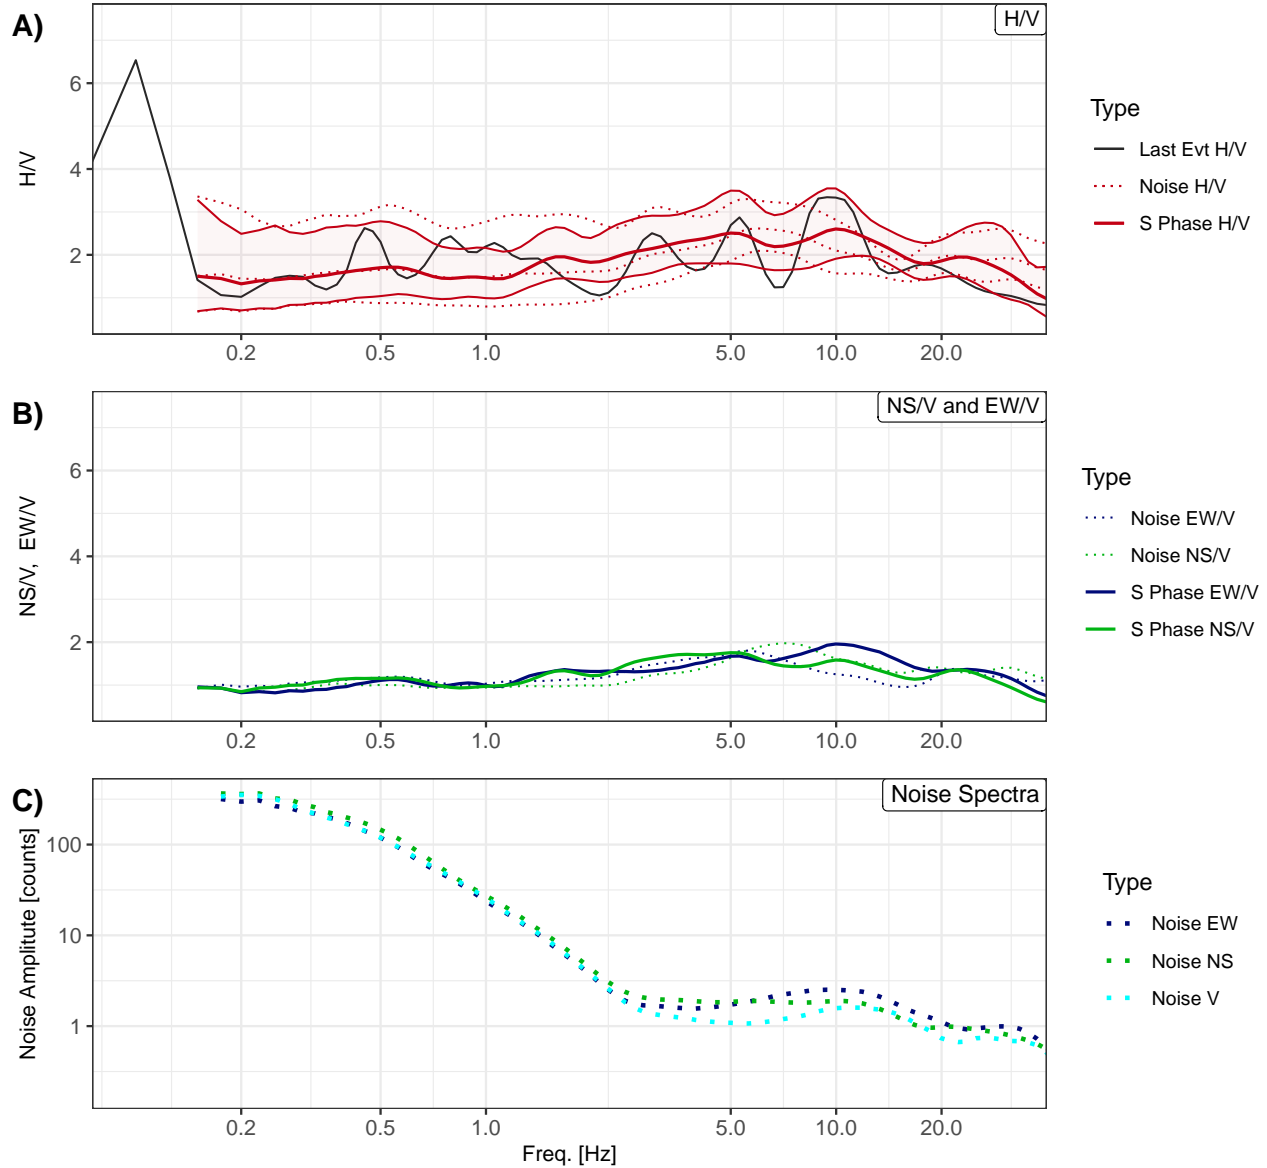 A)
H/V
6
4
2
H/V
0.2 0.5 1.0 5.0 10.0 20.0
Type
Last Evt H/V
Noise H/V
S Phase H/V
B)
NS/V and EW/V
6
4
2
NS/V, EW/V
0.2 0.5 1.0 5.0 10.0 20.0
Type
Noise EW/V
Noise NS/V
S Phase EW/V
S Phase NS/V
C)
Noise Spectra
100
10
1
Noise Amplitute [counts]
0.2 0.5 1.0 5.0 10.0 20.0
Freq. [Hz]
Type
Noise EW
Noise NS
Noise V